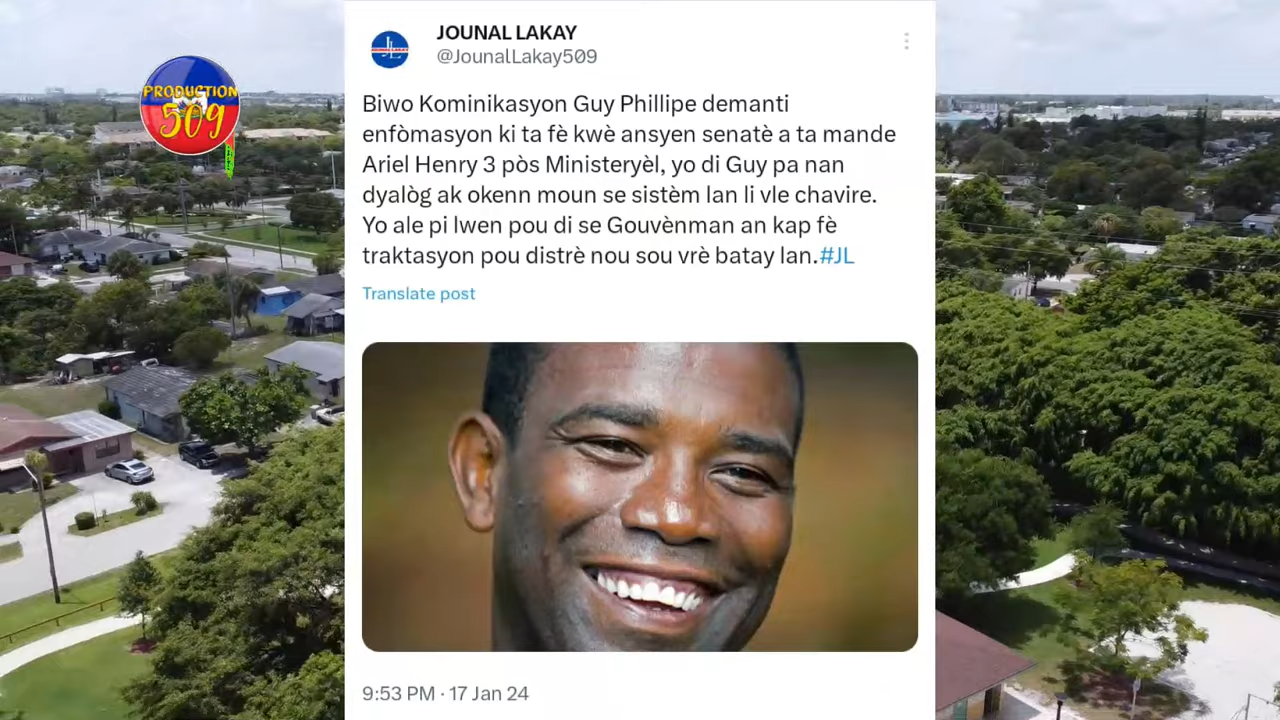 PRODUCTION
509
JOUNAL LAKAY
@JounalLakay509
Biwo Kominikasyon Guy Phillipe demanti
enfòmasyon ki ta fè kwè ansyen senatè a ta mande
Ariel Henry 3 pòs Ministeryèl, yo di Guy pa nan
dyalòg ak okenn moun se sistèm lan li vle chavire.
Yo ale pi lwen pou di se Gouvènman an kap fè
traktasyon pou distrè nou sou vrè batay lan.#JL
Translate post
9:53 PM · 17 Jan 24